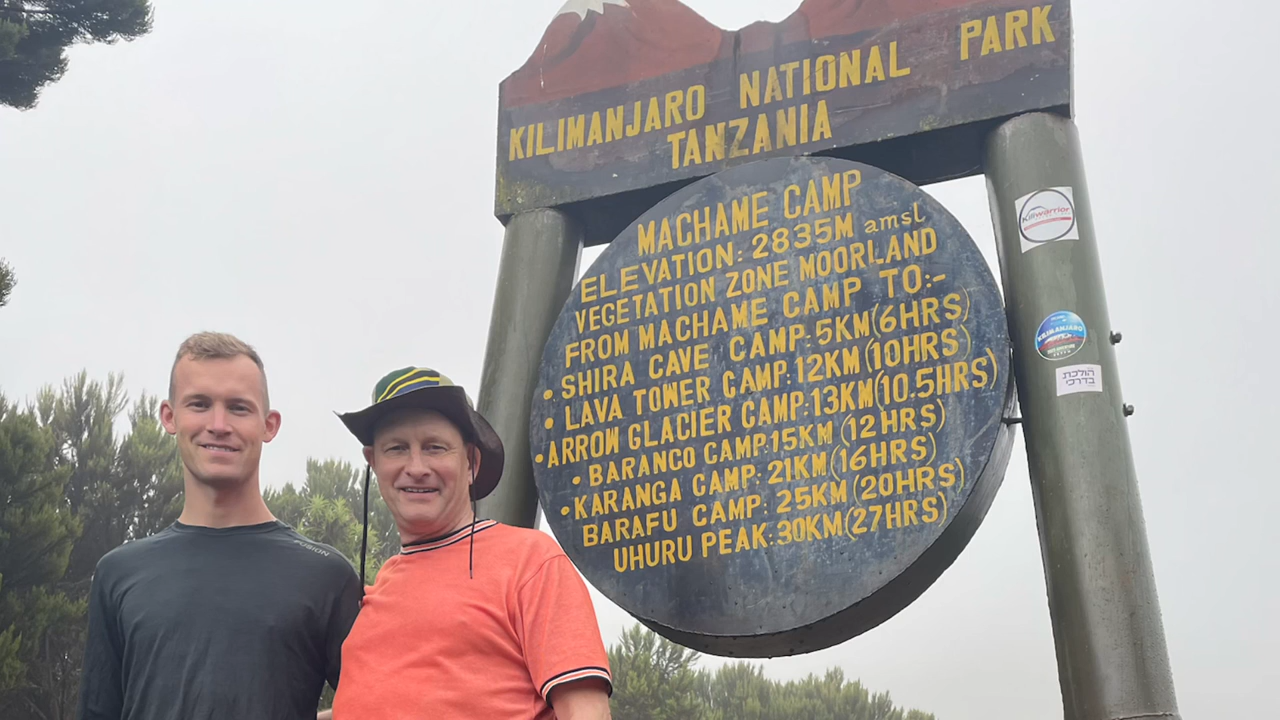 KILIMANJARO NATIONAL PARK
TANZANIA
MACHAME CAMP
ELEVATION: 2835M amsl
VEGETATION ZONE MOORLAND
FROM MACHAME CAMP TO:-
• SHIRA CAVE CAMP:5KM(6HRS)
• LAVA TOWER CAMP:12KM(10HRS)
•ARROW GLACIER CAMP:13KM(10.5HRS)
• BARANCO CAMP:15KM(12HRS)
•KARANGA CAMP:21KM(16HRS)
BARAFU CAMP: 25KM(20HRS)
UHURU PEAK:30KM(27HRS)
Kiliwarrior
KILIMANJARO
הולכת
בדרכי
FUSION